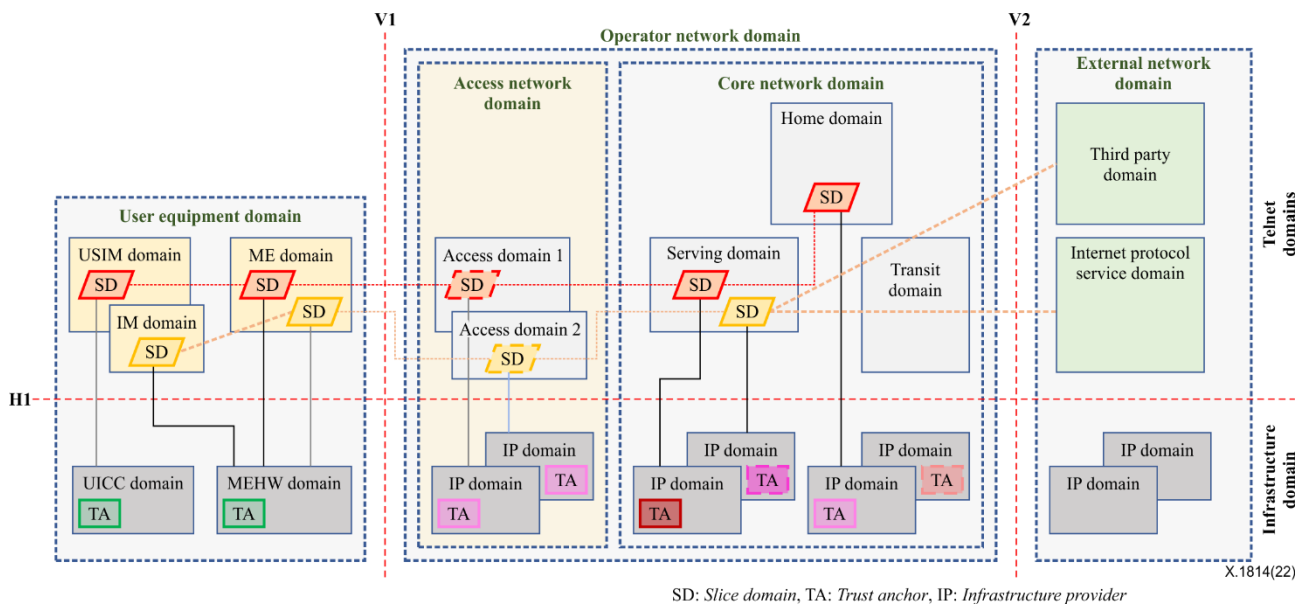 V1
V2
Operator network domain
Access network
domain
Core network domain
External network
domain
Home domain
Third party
domain
SD
User equipment domain
USIM domain
ME domain
Access domain 1
Serving domain
Transit
domain
Internet protocol
service domain
SD
SD
SD
SD
IM domain
SD
Access domain 2
SD
SD
SD
Telnet
domains
H1
IP domain
IP domain
IP domain
IP domain
UICC domain
MEHW domain
IP domain
TA
IP domain
TA
IP domain
TA
IP domain
TA
TA
TA
TA
TA
Infrastructure
domain
X.1814(22)
SD: Slice domain, TA: Trust anchor, IP: Infrastructure provider